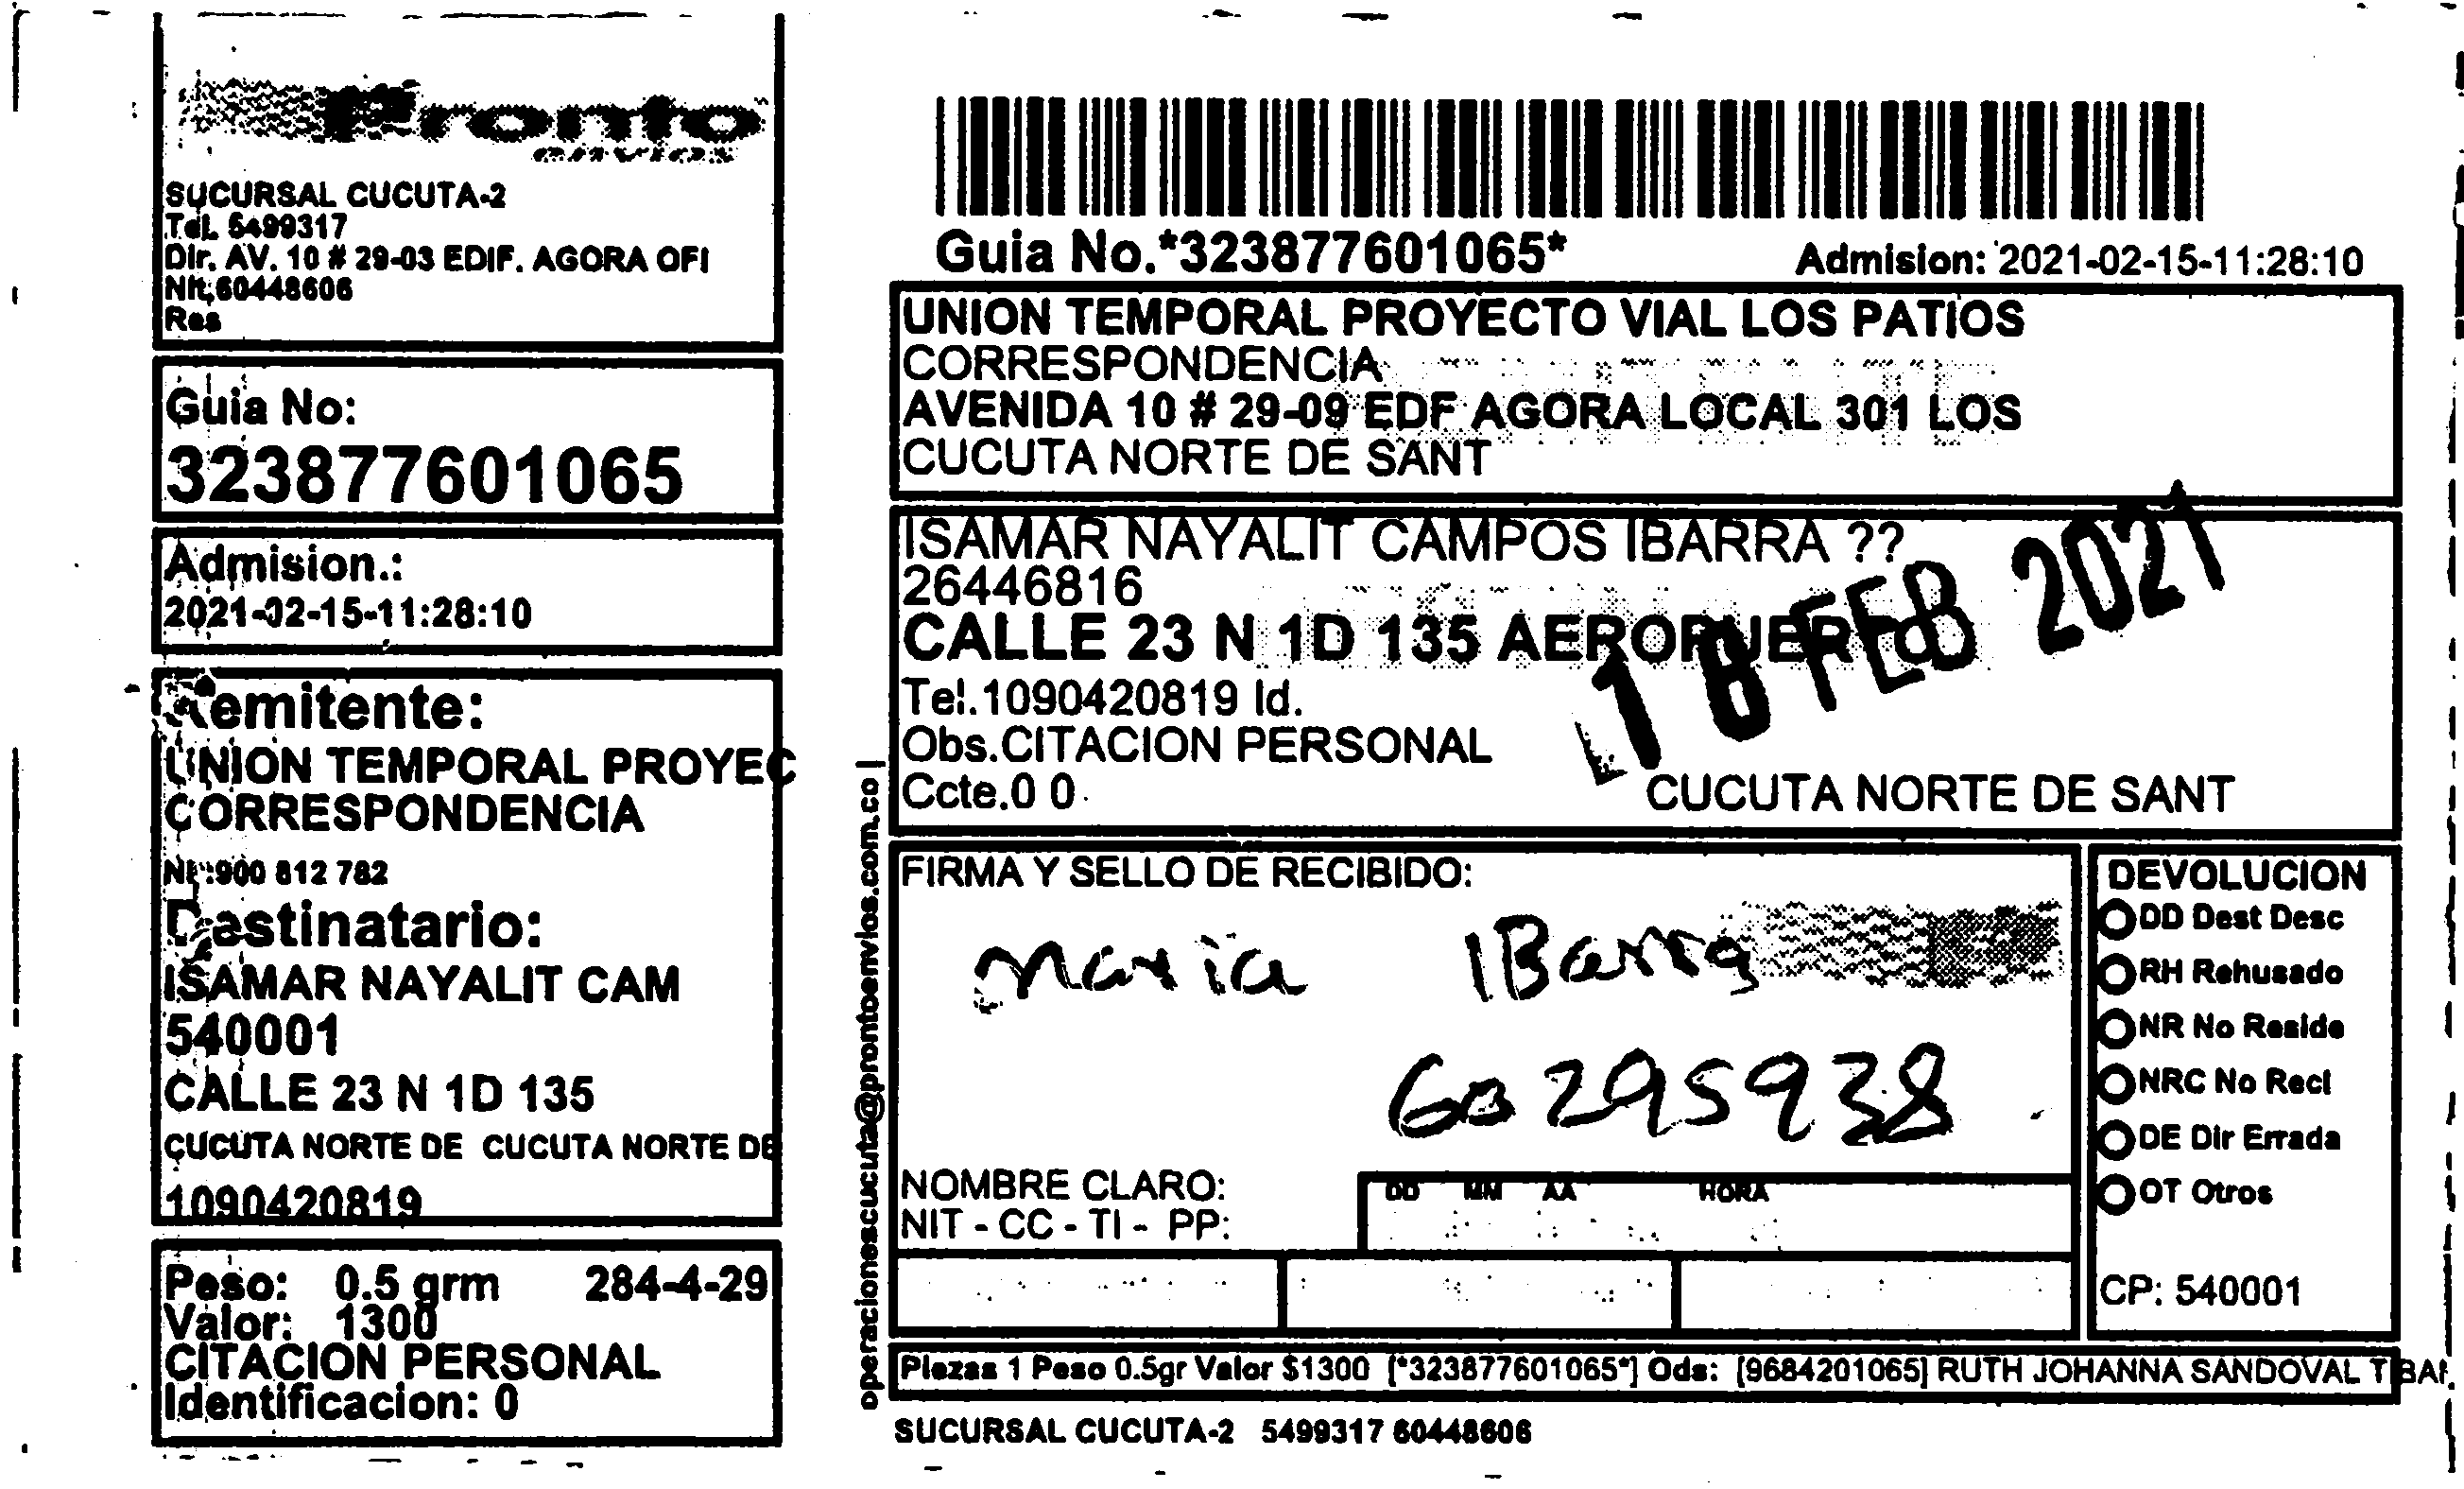 Pronto
envios
SUCURSAL CUCUTA-2
Tel. 5499317
Dir. AV. 10 # 29-03 EDIF. AGORA OFI
Nit;60448606
Res
Guia No:
323877601065
Admision.:
2021-02-15-11:28:10
Remitente:
UNION TEMPORAL PROYEC
CORRESPONDENCIA
Nit:900 812 782
Destinatario:
ISAMAR NAYALIT CAM
540001
CALLE 23 N 1D 135
CUCUTA NORTE DE CUCUTA NORTE DE
1090420819
Peso: 0.5 grm 284-4-29
Valor: 1300
CITACION PERSONAL
Identificacion: 0
operacionescucuta@prontoenvios.com.co |
Guia No.*323877601065* Admision: 2021-02-15-11:28:10
UNION TEMPORAL PROYECTO VIAL LOS PATIOS
CORRESPONDENCIA
AVENIDA 10 # 29-09 EDF AGORA LOCAL 301 LOS
CUCUTA NORTE DE SANT
ISAMAR NAYALIT CAMPOS IBARRA ??
26446816
CALLE 23 N 1D 135 AEROPUERTO
18 FEB 2021
Tel.1090420819 Id.
Obs.CITACION PERSONAL
Ccte.0 0
CUCUTA NORTE DE SANT
FIRMA Y SELLO DE RECIBIDO:
Maria IBarra
60295938
NOMBRE CLARO:
NIT - CC - TI - PP:
DD MM AA HORA
DEVOLUCION
DD Dest Desc
RH Rehusado
NR No Reside
NRC No Recl
DE Dir Errada
OT Otros
CP: 540001
Piezas 1 Peso 0.5gr Valor $1300 [*323877601065*] Ods: [9684201065] RUTH JOHANNA SANDOVAL TIBAI
SUCURSAL CUCUTA-2 5499317 60448606